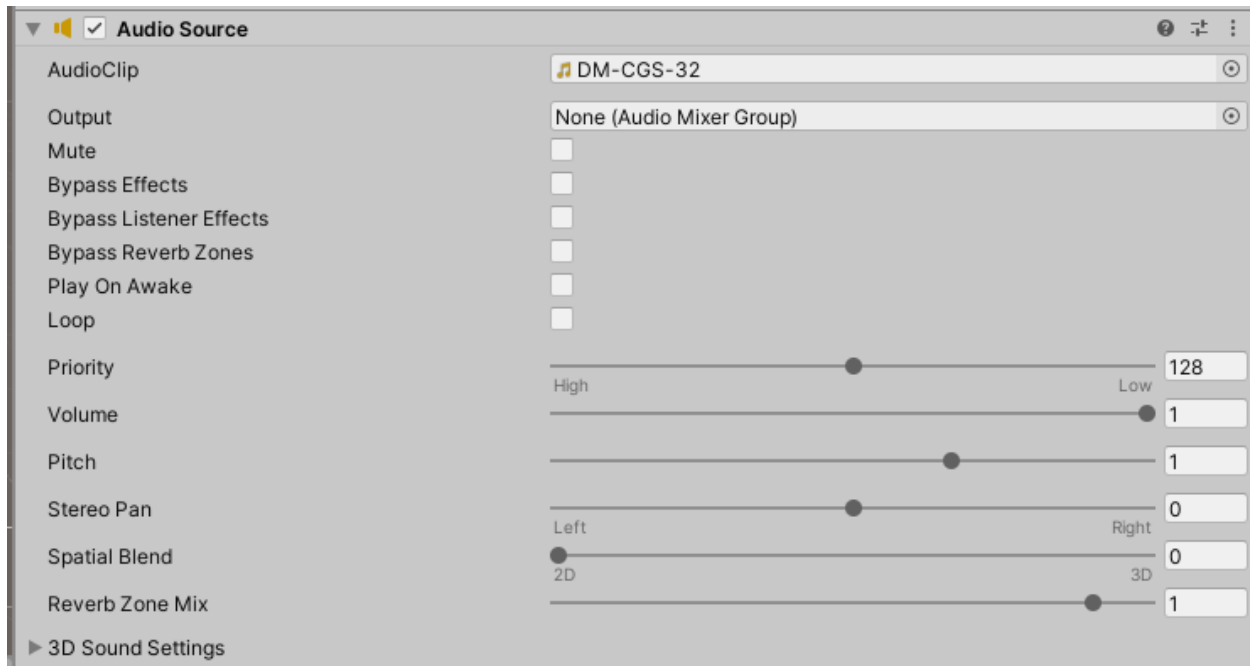 Audio Source
AudioClip DM-CGS-32
Output None (Audio Mixer Group)
Mute
Bypass Effects
Bypass Listener Effects
Bypass Reverb Zones
Play On Awake
Loop
Priority 128
High Low
Volume 1
Pitch 1
Stereo Pan 0
Left Right
Spatial Blend 0
2D 3D
Reverb Zone Mix 1
3D Sound Settings